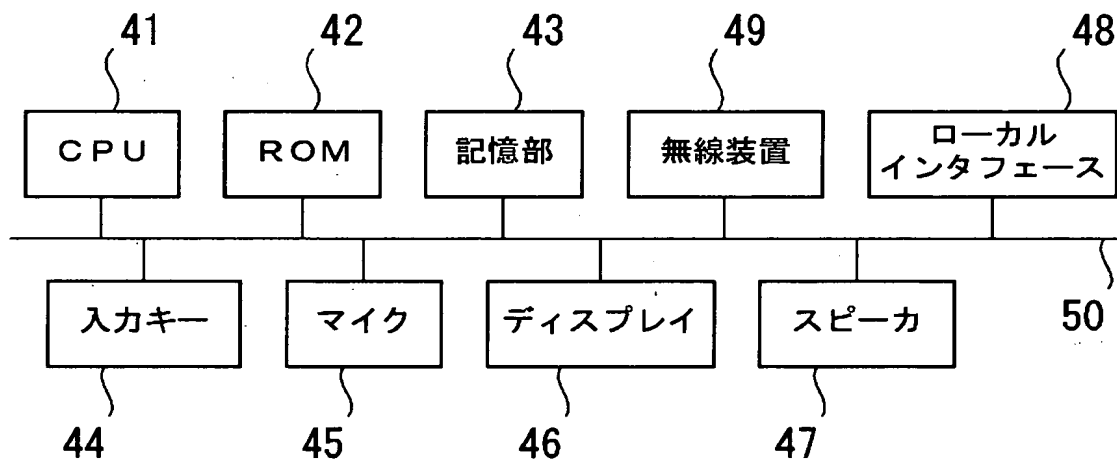 41
42
43
49
48
CPU
ROM
記憶部
無線装置
ローカル
インタフェース
入力キー
マイク
ディスプレイ
スピーカ
50
44
45
46
47